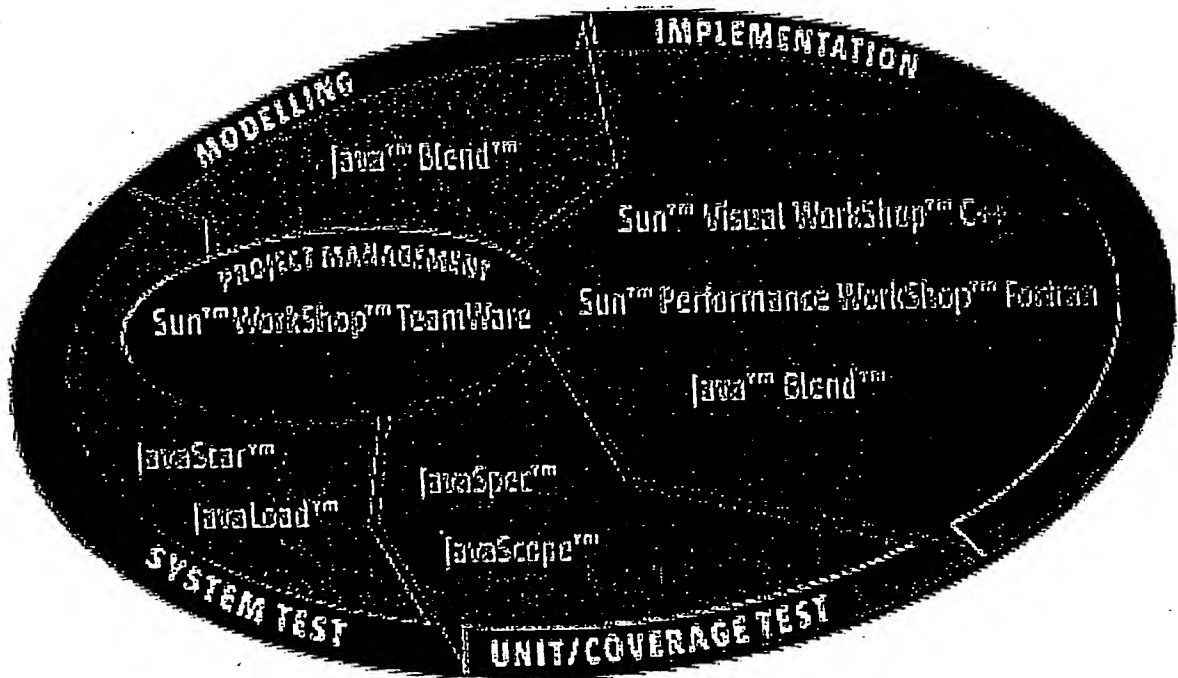 IMPLEMENTATION
MODELLING
Java™ Blend™
Sun™ Visual WorkShop™ C++
PROJECT MANAGEMENT
Sun™ WorkShop™ TeamWare
Sun™ Performance WorkShop™ Fortran
Java™ Blend™
JavaStar™
JavaSpec™
JavaLoad™
JavaScope™
SYSTEM TEST
UNIT/COVERAGE TEST